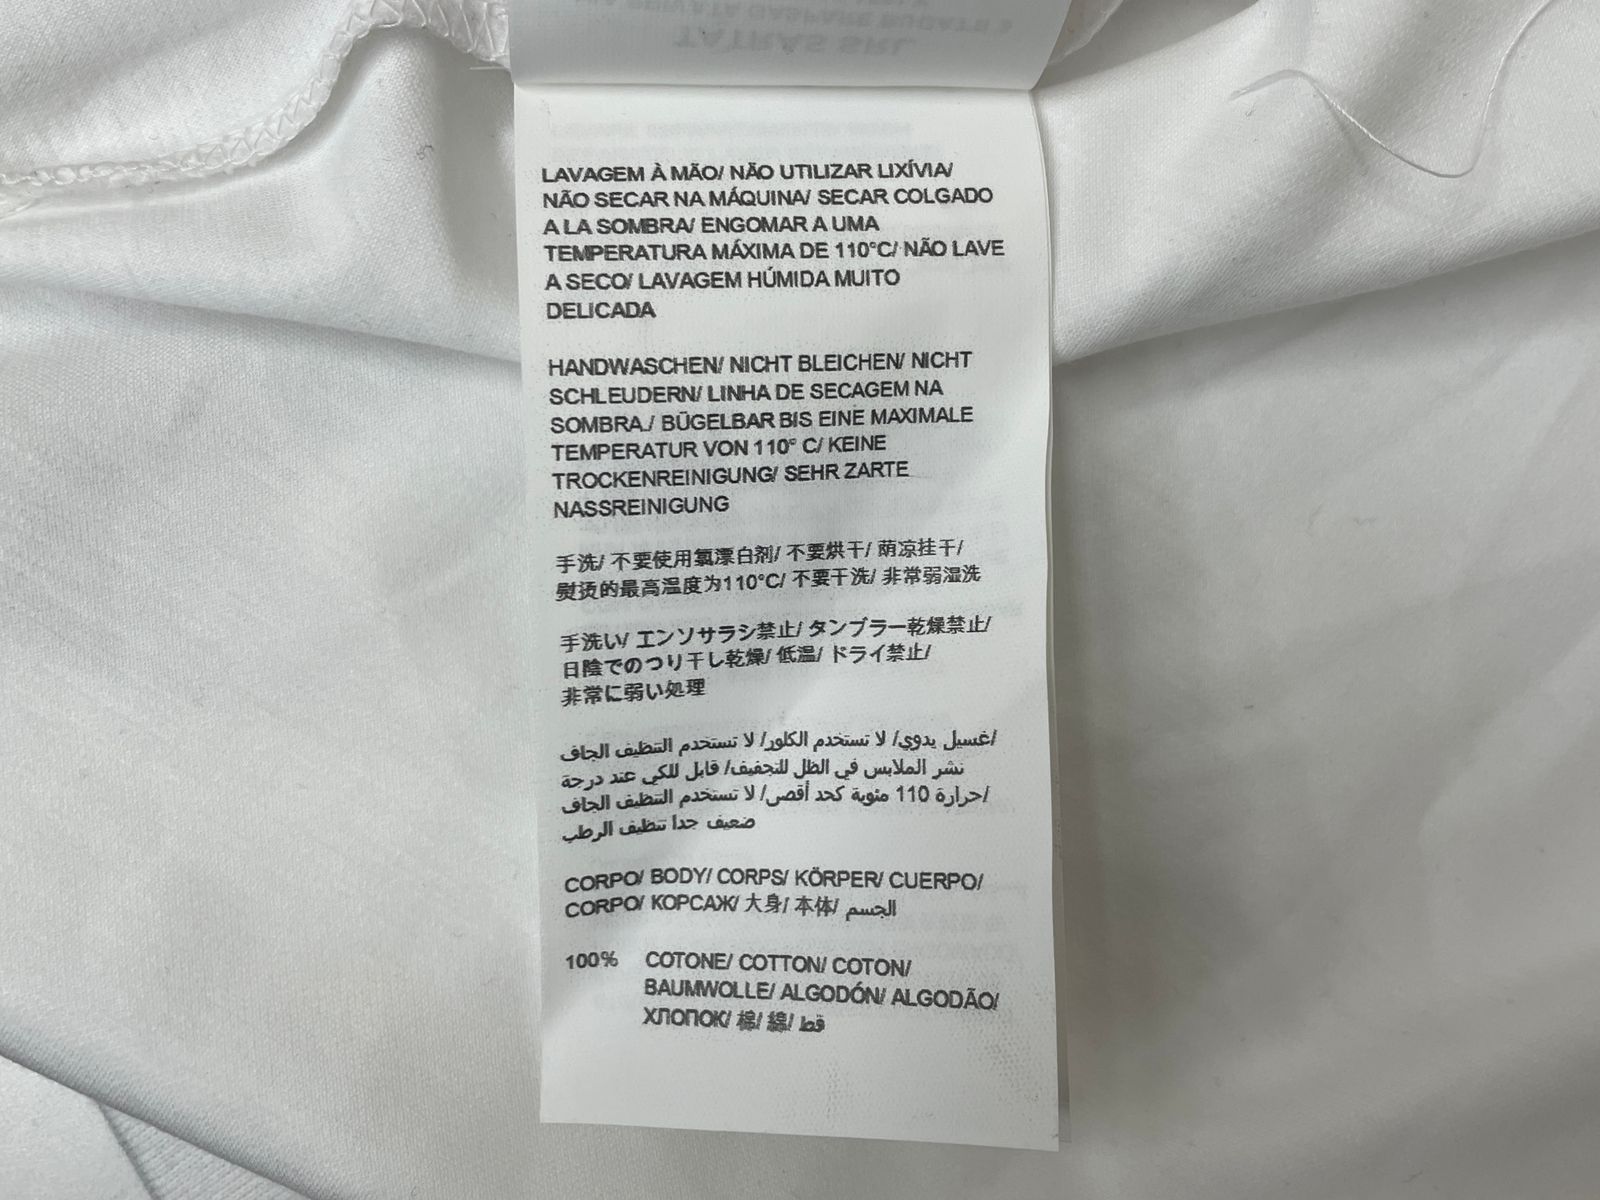 TATRAS SRL
LAVAGEM À MÃO/ NÃO UTILIZAR LIXÍVIA/
NÃO SECAR NA MÁQUINA/ SECAR COLGADO
A LA SOMBRA/ ENGOMAR A UMA
TEMPERATURA MÁXIMA DE 110°C/ NÃO LAVE
A SECO/ LAVAGEM HÚMIDA MUITO
DELICADA
HANDWASCHEN/ NICHT BLEICHEN/ NICHT
SCHLEUDERN/ LINHA DE SECAGEM NA
SOMBRA./ BÜGELBAR BIS EINE MAXIMALE
TEMPERATUR VON 110° C/ KEINE
TROCKENREINIGUNG/ SEHR ZARTE
NASSREINIGUNG
手洗/ 不要使用氯漂白剂/ 不要烘干/ 荫凉挂干/
熨烫的最高温度为110°C/ 不要干洗/ 非常弱湿洗
手洗い/ エンソサラシ禁止/ タンブラー乾燥禁止/
日陰でのつり干し乾燥/ 低温/ ドライ禁止/
非常に弱い処理
غسيل يدوي/ لا تستخدم الكلور/ لا تستخدم التنظيف الجاف/
نشر الملابس في الظل للتجفيف/ قابل للكي عند درجة
حرارة 110 مئوية كحد أقصى/ لا تستخدم التنظيف الجاف/
ضعيف جدا تنظيف الرطب
CORPO/ BODY/ CORPS/ KÖRPER/ CUERPO/
CORPO/ КОРСАЖ/ 大身/ 本体/ الجسم
100% COTONE/ COTTON/ COTON/
BAUMWOLLE/ ALGODÓN/ ALGODÃO/
ХЛОПОК/ 棉/ 綿/ قط